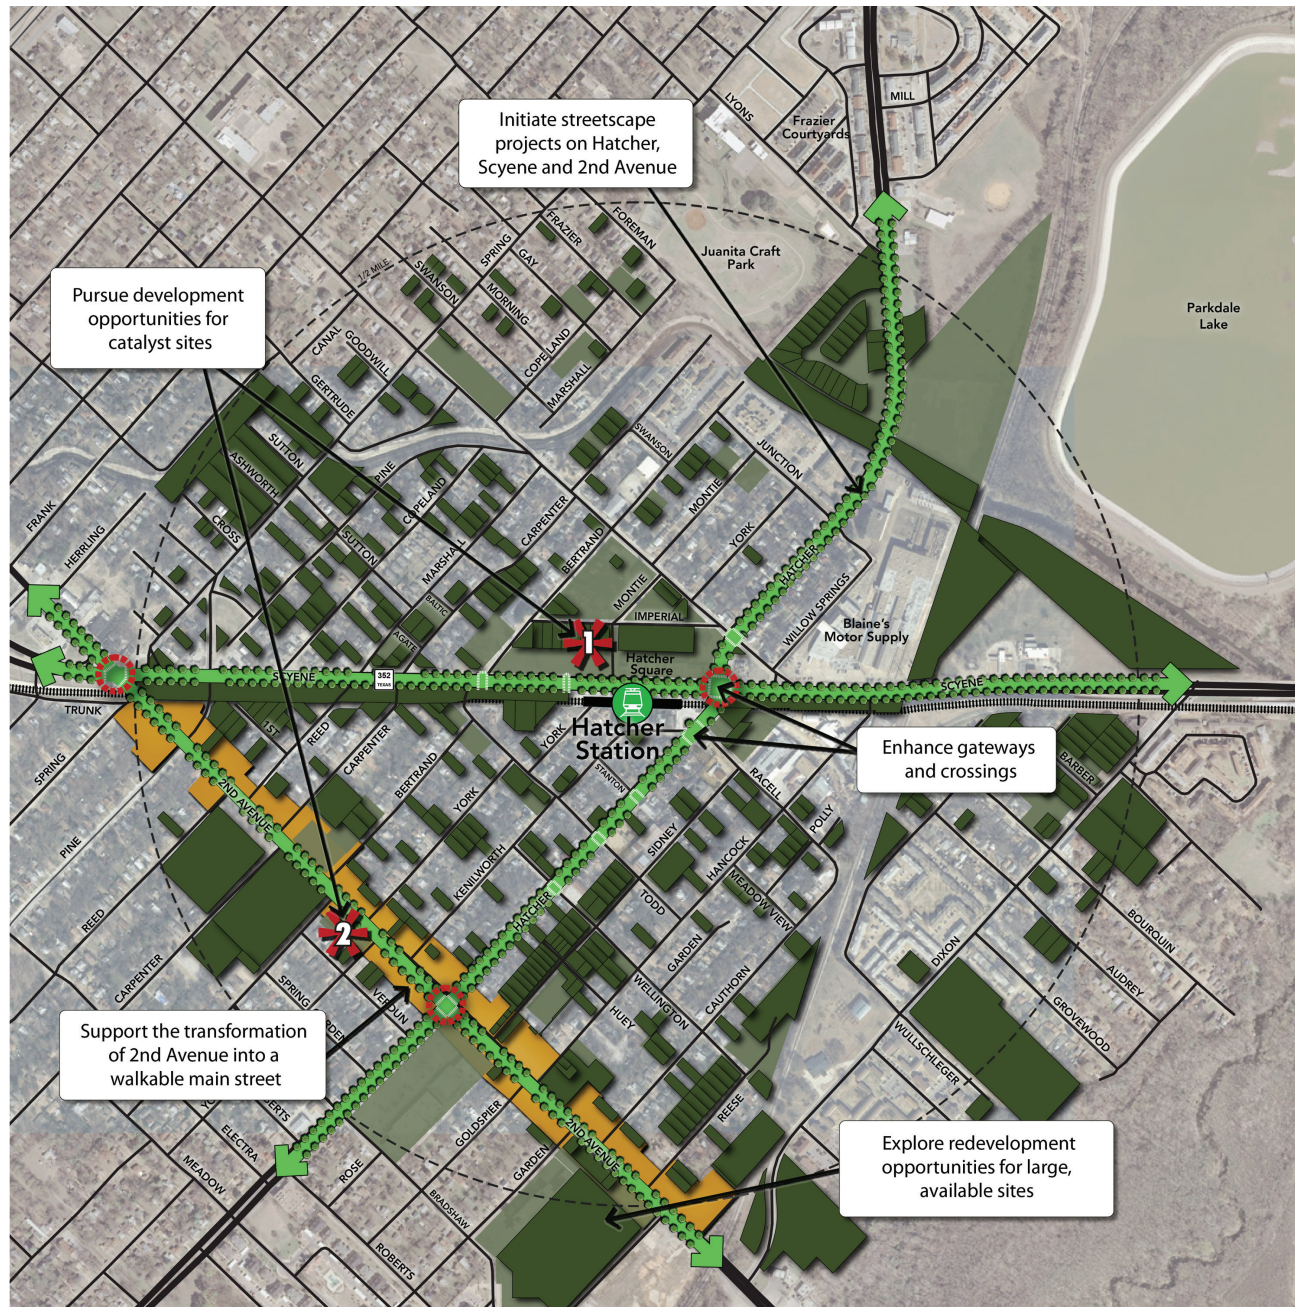 LYONS
MILL
Frazier
Courtyards
Initiate streetscape
projects on Hatcher,
Scyene and 2nd Avenue
FOREMAN
FRAZIER
GAY
SPRING
SWANSON
MORNING
COPELAND
MARSHALL
1/2 MILE
Juanita Craft
Park
Parkdale
Lake
Pursue development
opportunities for
catalyst sites
CANAL
GOODWILL
GERTRUDE
SUTTON
ASHWORTH
PINE
COPELAND
CROSS
SUTTON
MARSHALL
CARPENTER
BERTRAND
SWANSON
MONTIE
JUNCTION
YORK
FRANK
HERRLING
BALTIC
AGATE
MONTIE
IMPERIAL
HATCHER
WILLOW SPRINGS
Blaine's
Motor Supply
1
Hatcher
Square
SCYENE
352
TEXAS
SCYENE
TRUNK
Hatcher
Station
1ST
REED
CARPENTER
BERTRAND
YORK
YORK
STANTON
RACELL
POLLY
SIDNEY
HANCOCK
MEADOW VIEW
Enhance gateways
and crossings
BARBER
SPRING
PINE
REED
CARPENTER
2ND AVENUE
KENILWORTH
HATCHER
TODD
GARDEN
WELLINGTON
CAUTHORN
HUEY
DIXON
BOURQUIN
AUDREY
GROVEWOOD
WULLSCHLEGER
2
SPRING
VERDUN
Support the transformation
of 2nd Avenue into a
walkable main street
ELECTRA
MEADOW
ROSE
BRADSHAW
ROBERTS
GOLDSPIER
GARDEN
2ND AVENUE
REESE
Explore redevelopment
opportunities for large,
available sites